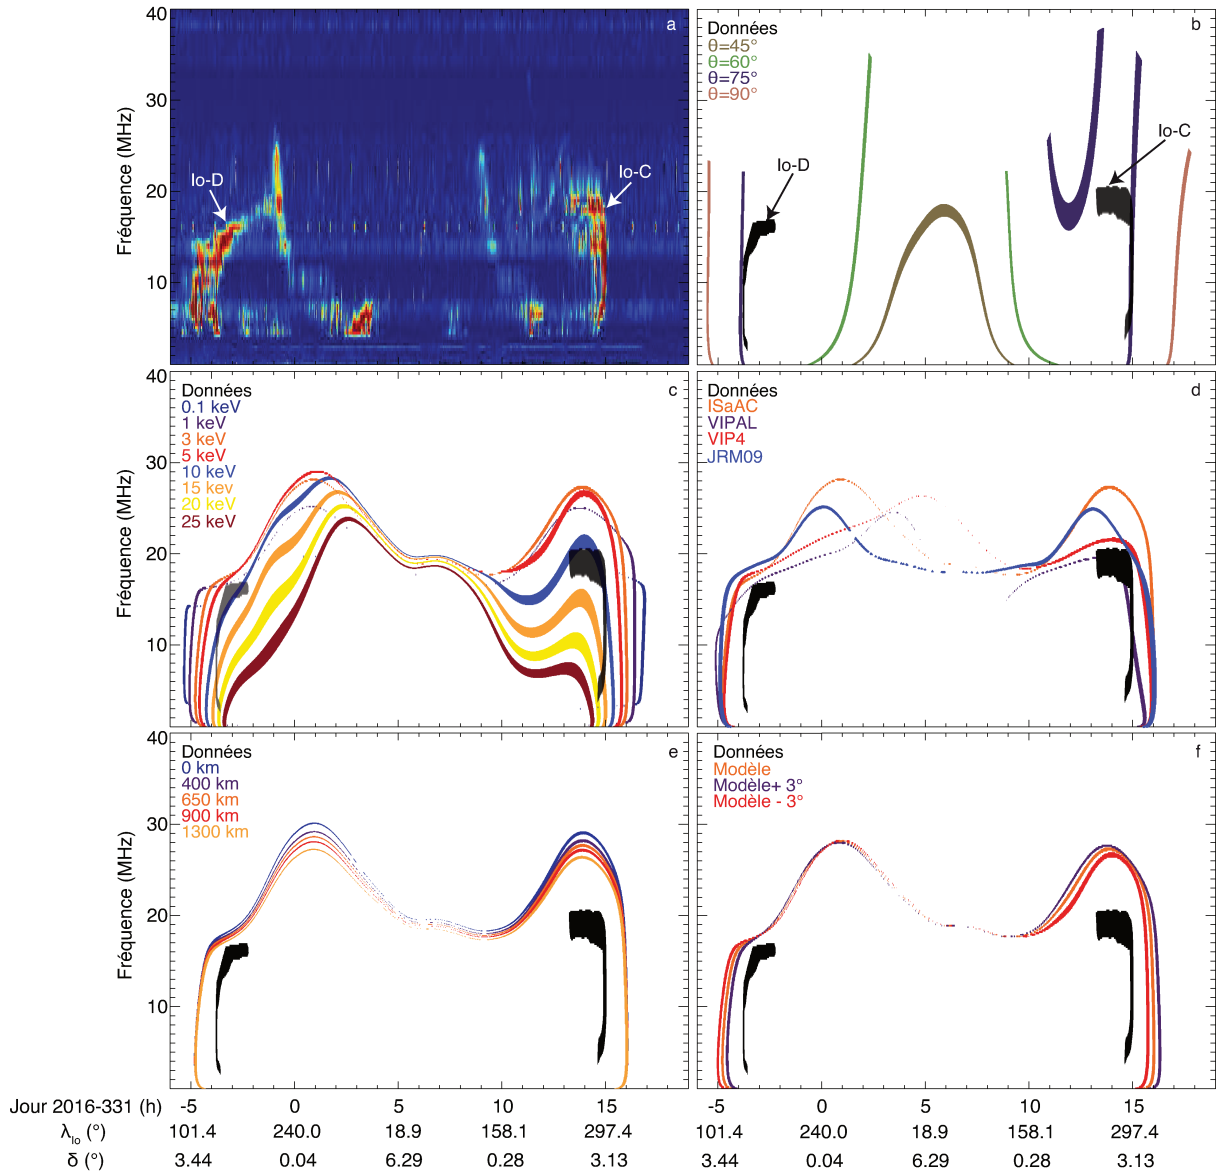 40
30
20
10
Fréquence (MHz)
a
Io-D
Io-C
b
Données
θ=45°
θ=60°
θ=75°
θ=90°
Io-D
Io-C
40
30
20
10
Fréquence (MHz)
c
Données
0.1 keV
1 keV
3 keV
5 keV
10 keV
15 kev
20 keV
25 keV
d
Données
ISaAC
VIPAL
VIP4
JRM09
40
30
20
10
Fréquence (MHz)
e
Données
0 km
400 km
650 km
900 km
1300 km
f
Données
Modèle
Modèle+ 3°
Modèle - 3°
Jour 2016-331 (h) -5 0 5 10 15 -5 0 5 10 15
λIo (°) 101.4 240.0 18.9 158.1 297.4 101.4 240.0 18.9 158.1 297.4
δ (°) 3.44 0.04 6.29 0.28 3.13 3.44 0.04 6.29 0.28 3.13